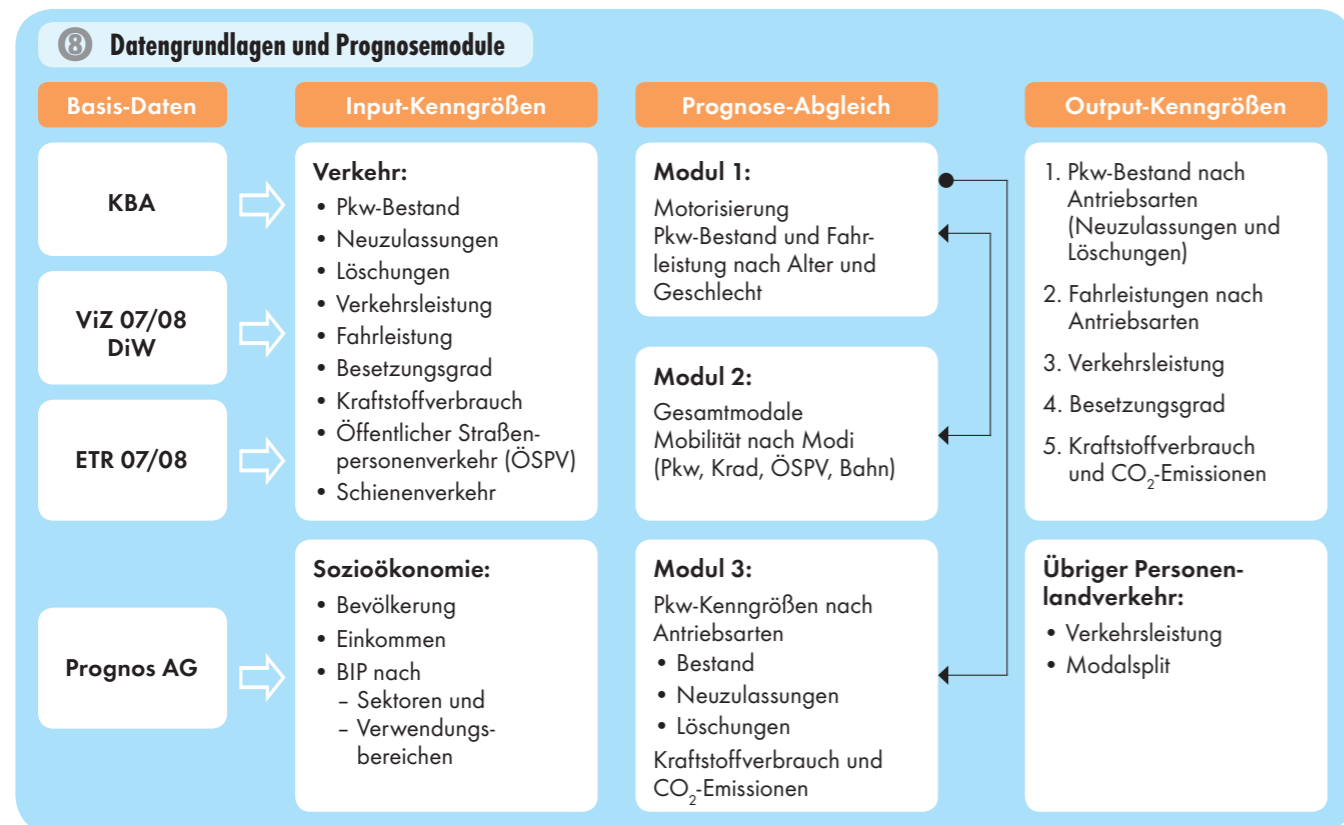 8 Datengrundlagen und Prognosemodule
Basis-Daten
KBA
ViZ 07/08
DiW
ETR 07/08
Prognos AG
Input-Kenngrößen
Verkehr:
• Pkw-Bestand
• Neuzulassungen
• Löschungen
• Verkehrsleistung
• Fahrleistung
• Besetzungsgrad
• Kraftstoffverbrauch
• Öffentlicher Straßen-
personenverkehr (ÖSPV)
• Schienenverkehr
Sozioökonomie:
• Bevölkerung
• Einkommen
• BIP nach
– Sektoren und
– Verwendungs-
bereichen
Prognose-Abgleich
Modul 1:
Motorisierung
Pkw-Bestand und Fahr-
leistung nach Alter und
Geschlecht
Modul 2:
Gesamtmodale
Mobilität nach Modi
(Pkw, Krad, ÖSPV, Bahn)
Modul 3:
Pkw-Kenngrößen nach
Antriebsarten
• Bestand
• Neuzulassungen
• Löschungen
Kraftstoffverbrauch und
CO₂-Emissionen
Output-Kenngrößen
1. Pkw-Bestand nach
Antriebsarten
(Neuzulassungen und
Löschungen)
2. Fahrleistungen nach
Antriebsarten
3. Verkehrsleistung
4. Besetzungsgrad
5. Kraftstoffverbrauch
und CO₂-Emissionen
Übriger Personen-
landverkehr:
• Verkehrsleistung
• Modalsplit